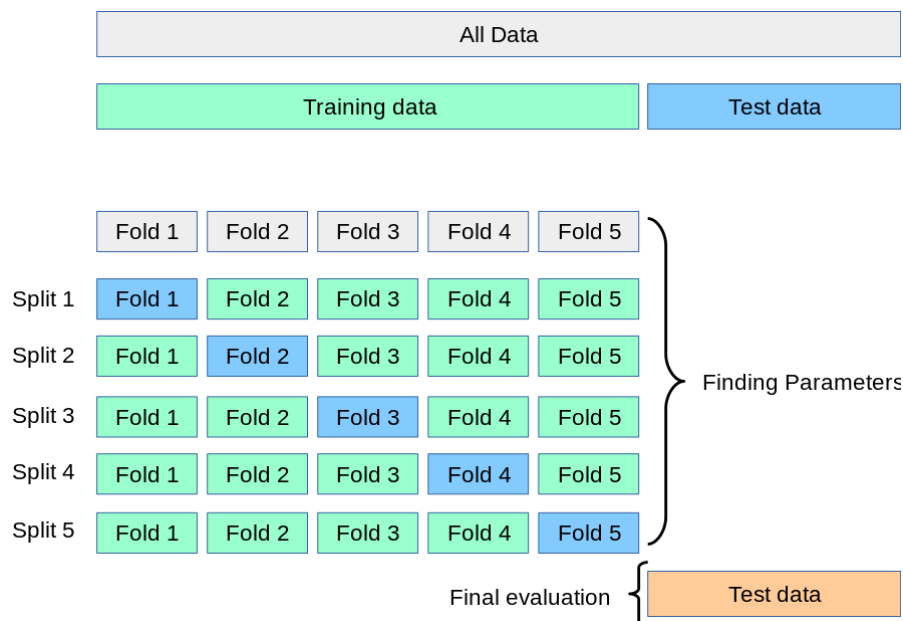 All Data
Training data Test data
Fold 1 Fold 2 Fold 3 Fold 4 Fold 5
Split 1 Fold 1 Fold 2 Fold 3 Fold 4 Fold 5
Split 2 Fold 1 Fold 2 Fold 3 Fold 4 Fold 5
Split 3 Fold 1 Fold 2 Fold 3 Fold 4 Fold 5
Split 4 Fold 1 Fold 2 Fold 3 Fold 4 Fold 5
Split 5 Fold 1 Fold 2 Fold 3 Fold 4 Fold 5
Finding Parameters
Final evaluation Test data